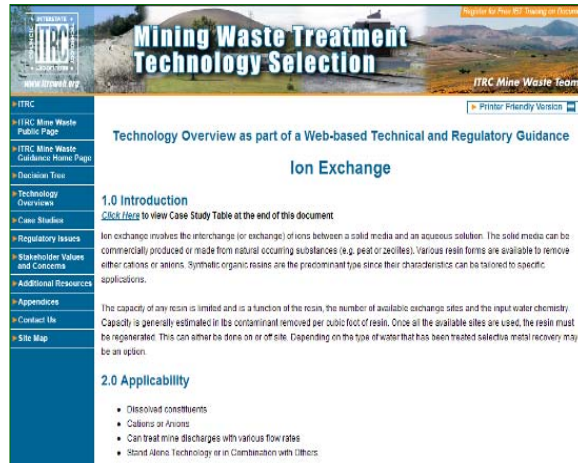 Register for Free ITRC Training on Docum
INTERSTATE
COUNCIL
ITRC
REGULATORY
www.itrcweb.org
Mining Waste Treatment
Technology Selection
ITRC Mine Waste Team
Printer Friendly Version
ITRC
ITRC Mine Waste
Public Page
ITRC Mine Waste
Guidance Home Page
Decision Tree
Technology
Overviews
Case Studies
Regulatory Issues
Stakeholder Values
and Concerns
Additional Resources
Appendices
Contact Us
Site Map
Technology Overview as part of a Web-based Technical and Regulatory Guidance
Ion Exchange
1.0 Introduction
Click Here to view Case Study Table at the end of this document
Ion exchange involves the interchange (or exchange) of ions between a solid media and an aqueous solution. The solid media can be
commercially produced or made from natural occurring substances (e.g. peat or zeolites). Various resin forms are available to remove
either cations or anions. Synthetic organic resins are the predominant type since their characteristics can be tailored to specific
applications.
The capacity of any resin is limited and is a function of the resin, the number of available exchange sites and the input water chemistry.
Capacity is generally estimated in lbs contaminant removed per cubic foot of resin. Once all the available sites are used, the resin must
be regenerated. This can either be done on or off site. Depending on the type of water that has been treated selective metal recovery may
be an option.
2.0 Applicability
• Dissolved constituents
• Cations or Anions
• Can treat mine discharges with various flow rates
• Stand Alone Technology or in Combination with Others